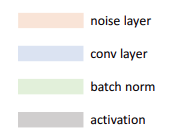 noise layer
conv layer
batch norm
activation